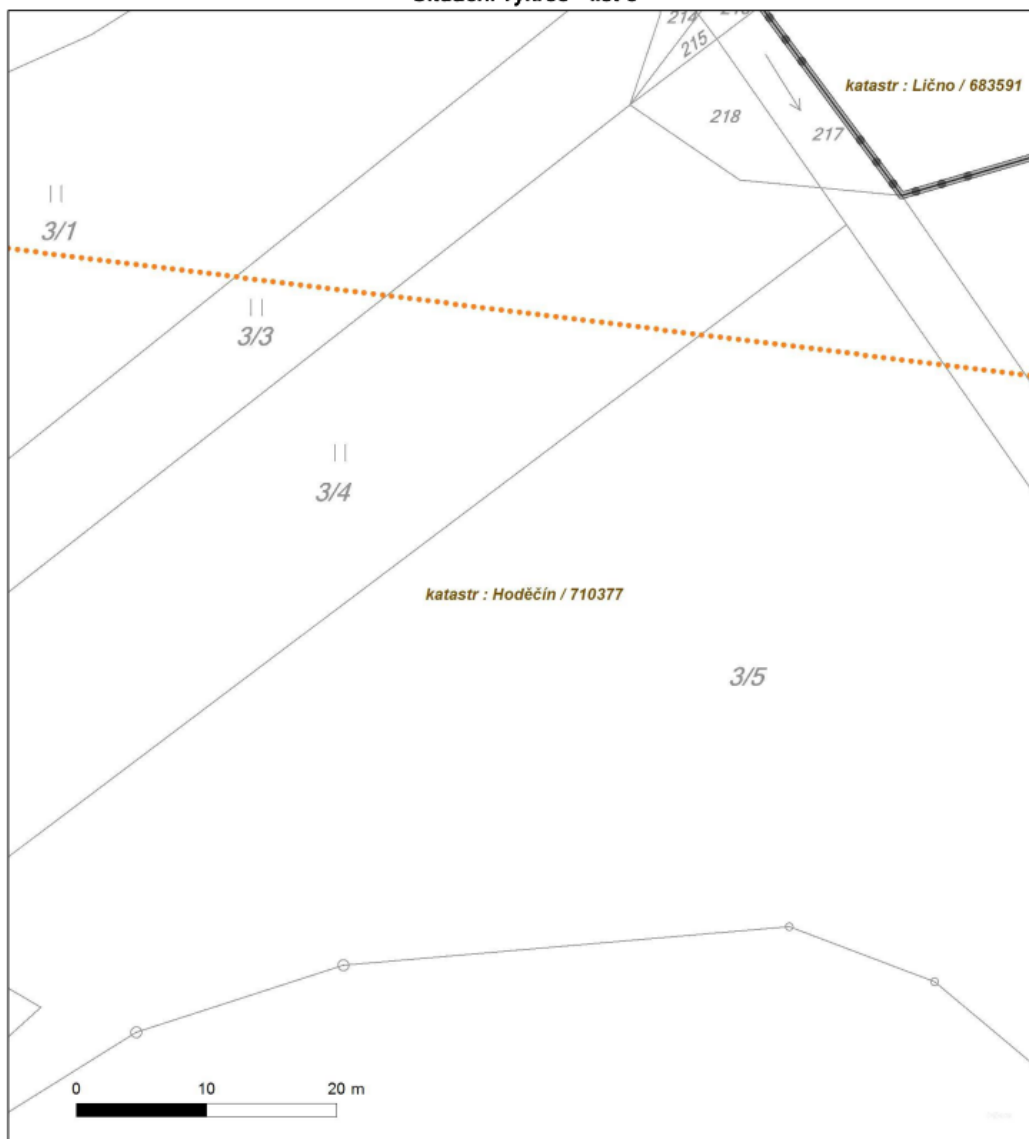 214
215
katastr : Lično / 683591
218
217
3/1
3/3
3/4
katastr : Hoděčín / 710377
3/5
0 10 20 m